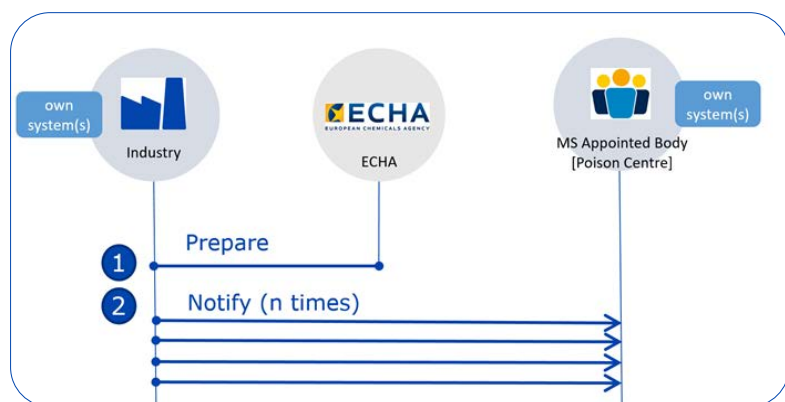 own
system(s)
Industry
ECHA
EUROPEAN CHEMICALS AGENCY
ECHA
MS Appointed Body
[Poison Centre]
own
system(s)
1
Prepare
2
Notify (n times)